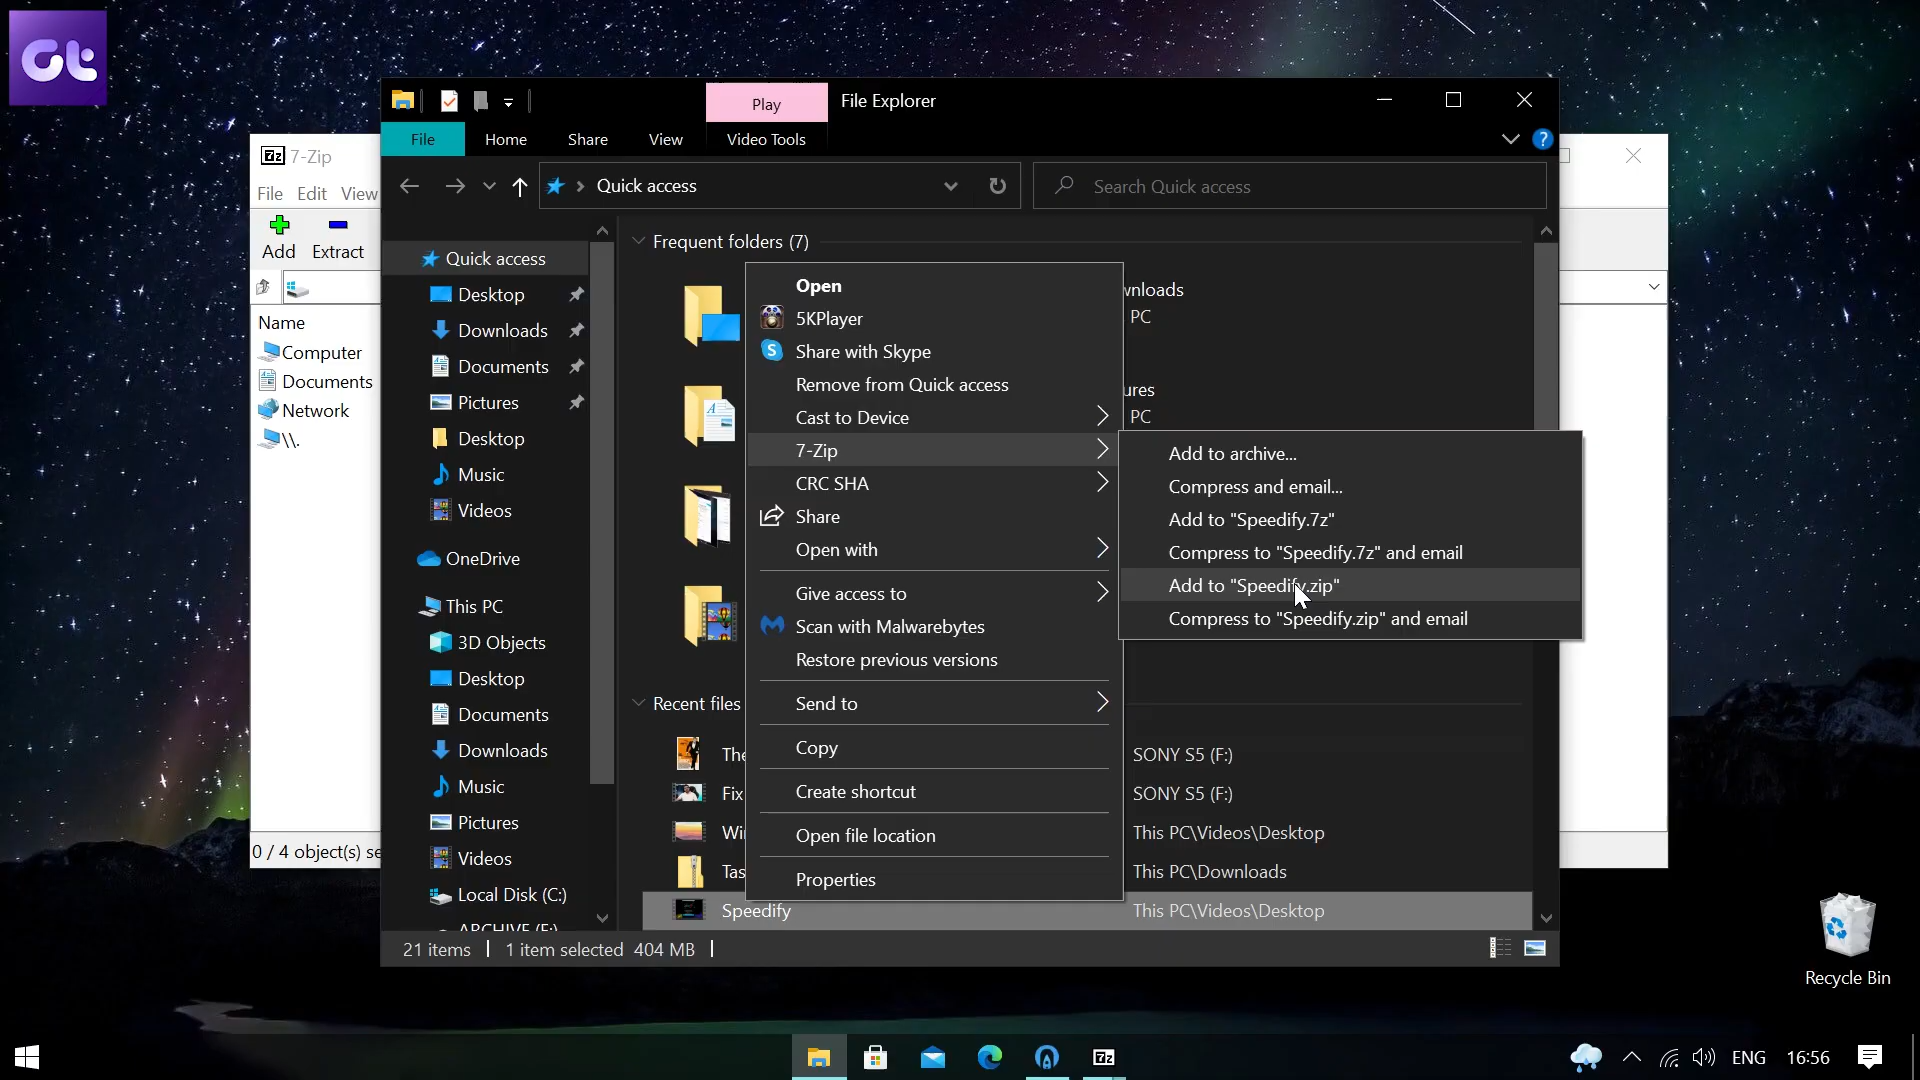 Gt
7-Zip
File Edit View
Add Extract
Name
Computer
Documents
Network
\\.
0 / 4 object(s) se
Play
File Explorer
File Home Share View Video Tools
Quick access
Search Quick access
Quick access
Desktop
Downloads
Documents
Pictures
Desktop
Music
Videos
OneDrive
This PC
3D Objects
Desktop
Documents
Downloads
Music
Pictures
Videos
Local Disk (C:)
Frequent folders (7)
wnloads
PC
ures
PC
Open
5KPlayer
Share with Skype
Remove from Quick access
Cast to Device
7-Zip
CRC SHA
Share
Open with
Give access to
Scan with Malwarebytes
Restore previous versions
Send to
Copy
Create shortcut
Open file location
Properties
Add to archive...
Compress and email...
Add to "Speedify.7z"
Compress to "Speedify.7z" and email
Add to "Speedify.zip"
Compress to "Speedify.zip" and email
Recent files
The SONY S5 (F:)
Fix SONY S5 (F:)
Wi This PC\Videos\Desktop
Tas This PC\Downloads
Speedify This PC\Videos\Desktop
21 items 1 item selected 404 MB
Recycle Bin
7z
ENG 16:56